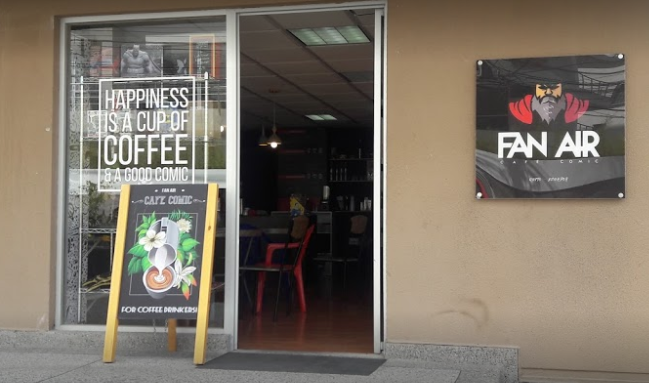 HAPPINESS
IS A CUP OF
COFFEE
& A GOOD COMIC
FAN AIR
CAFE COMIC
FOR COFFEE DRINKERS!
FAN AIR
CAFE COMIC